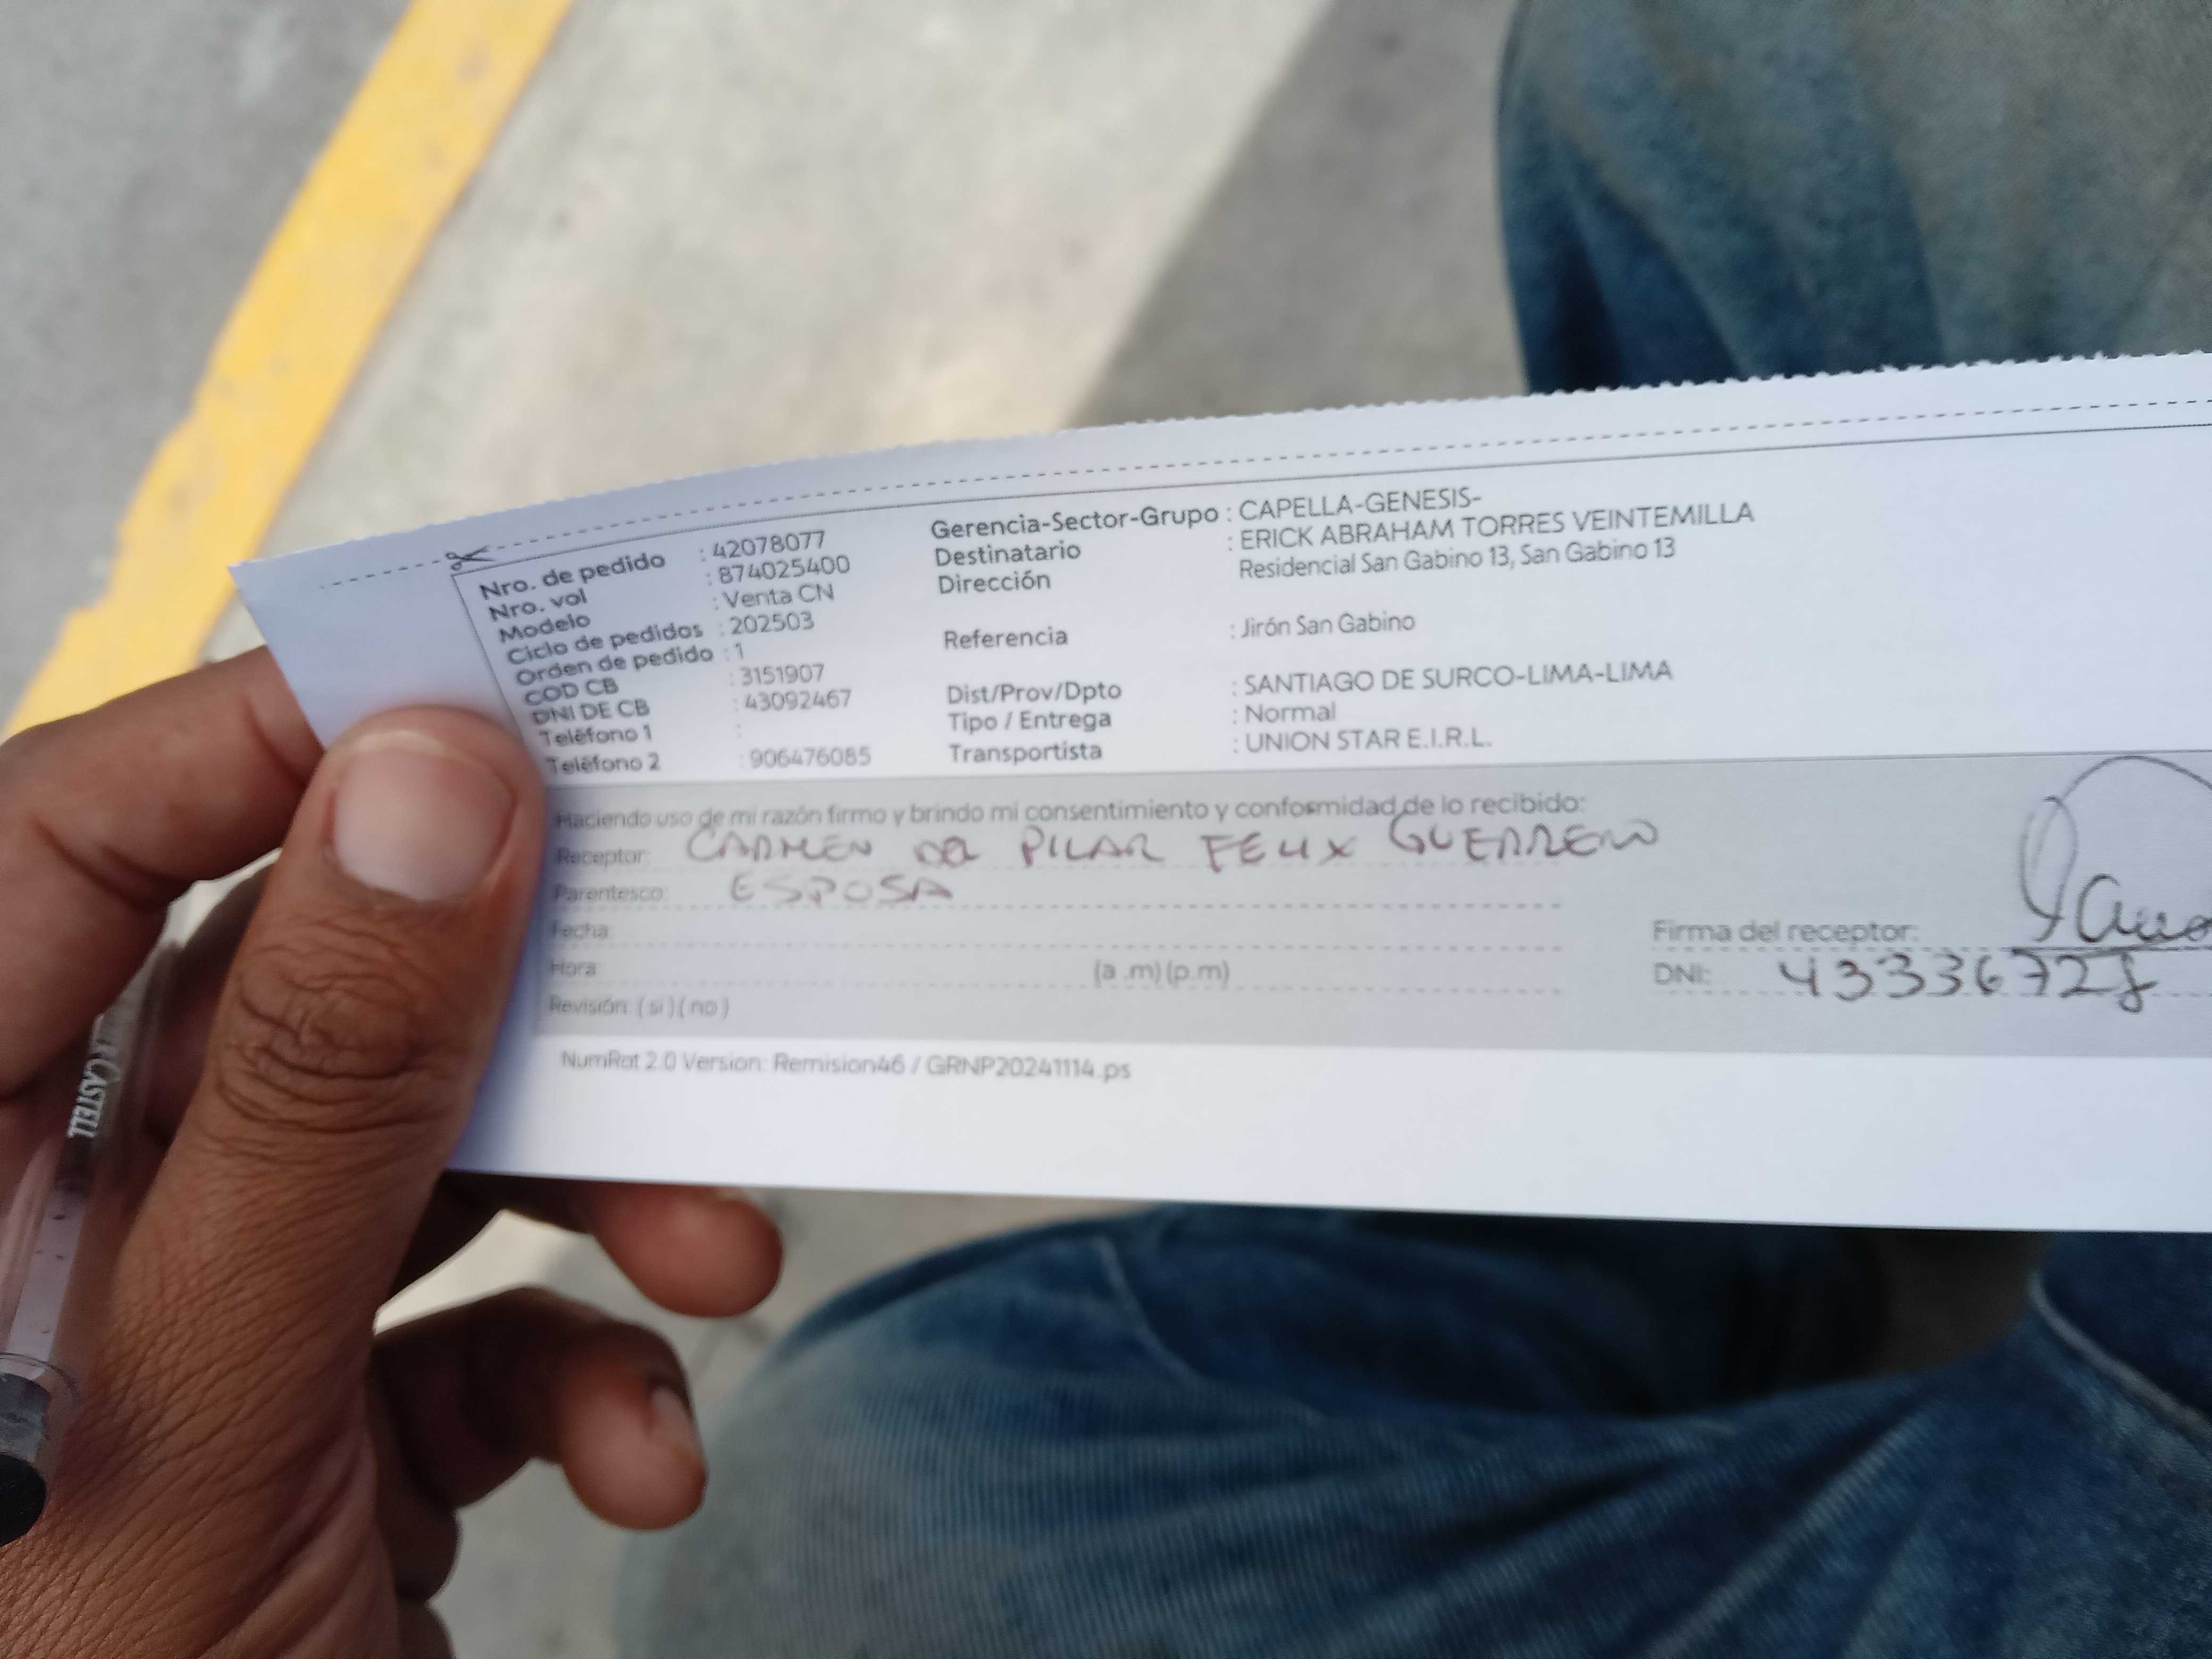 Nro. de pedido : 42078077
Nro. vol : 874025400
Modelo : Venta CN
Ciclo de pedidos : 202503
Orden de pedido : 1
COD CB : 3151907
DNI DE CB : 43092467
Teléfono 1 :
Teléfono 2 : 906476085
Gerencia-Sector-Grupo : CAPELLA-GENESIS-
Destinatario : ERICK ABRAHAM TORRES VEINTEMILLA
Dirección Residencial San Gabino 13, San Gabino 13
Referencia : Jirón San Gabino
Dist/Prov/Dpto : SANTIAGO DE SURCO-LIMA-LIMA
Tipo / Entrega : Normal
Transportista : UNION STAR E.I.R.L.
Haciendo uso de mi razón firmo y brindo mi consentimiento y conformidad de lo recibido:
Receptor: CARMEN DEL PILAR FELIX GUERRERO
Parentesco: ESPOSA
Fecha:
Hora: (a .m) (p.m)
Revisión: ( si ) ( no )
Firma del receptor:
DNI: 43336728
NumRat 2.0 Version: Remision46 / GRNP20241114.ps
CASTELL